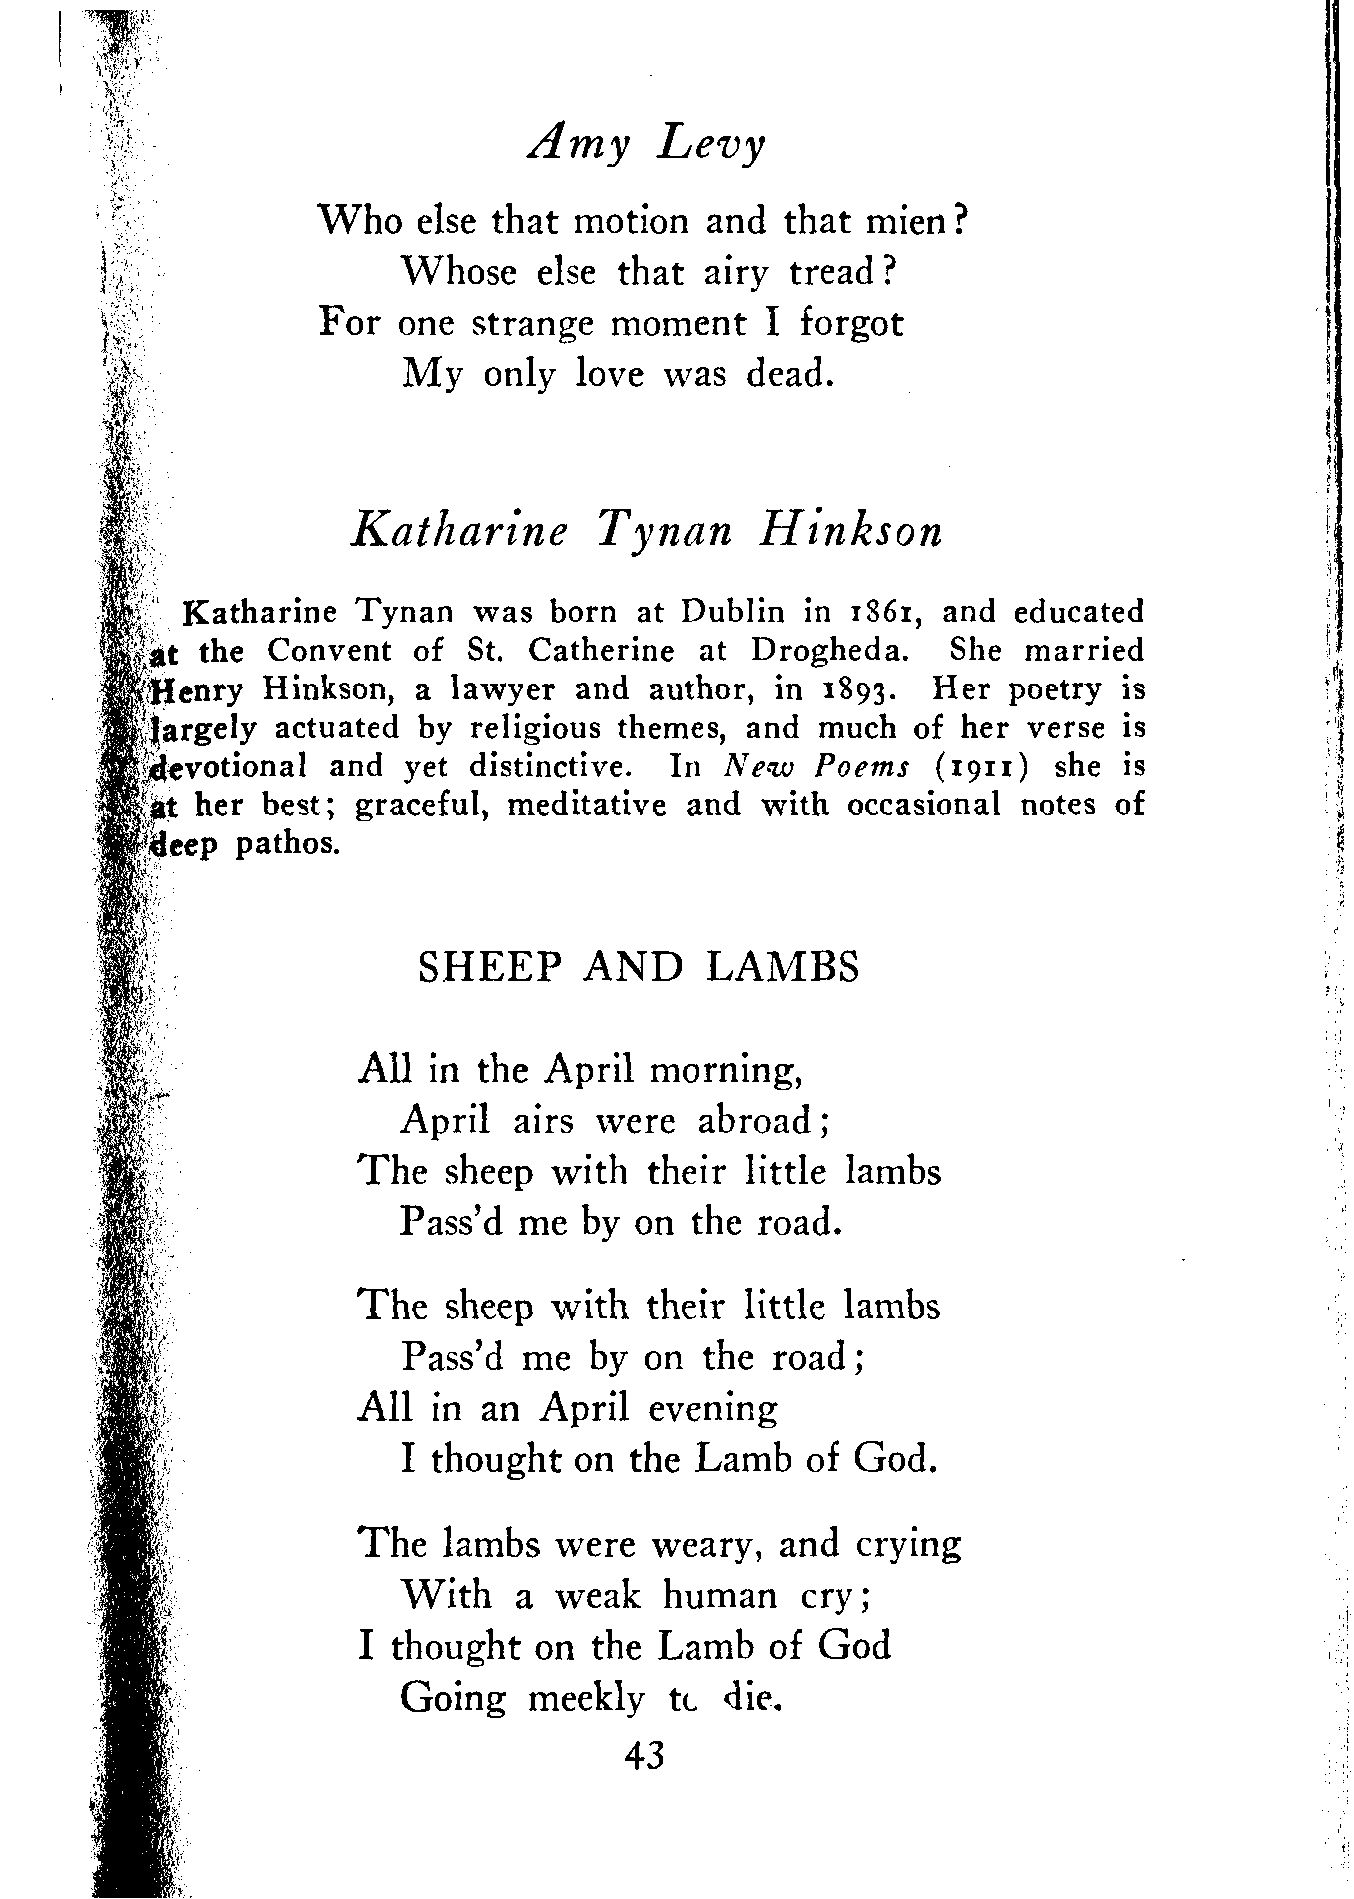 Amy Levy
Who else that motion and that mien?
Whose else that airy tread?
For one strange moment I forgot
My only love was dead.
Katharine Tynan Hinkson
Katharine Tynan was born at Dublin in 1861, and educated
at the Convent of St. Catherine at Drogheda. She married
Henry Hinkson, a lawyer and author, in 1893. Her poetry is
largely actuated by religious themes, and much of her verse is
devotional and yet distinctive. In New Poems (1911) she is
at her best; graceful, meditative and with occasional notes of
deep pathos.
SHEEP AND LAMBS
All in the April morning,
April airs were abroad;
The sheep with their little lambs
Pass'd me by on the road.
The sheep with their little lambs
Pass'd me by on the road;
All in an April evening
I thought on the Lamb of God.
The lambs were weary, and crying
With a weak human cry;
I thought on the Lamb of God
Going meekly to die.
43